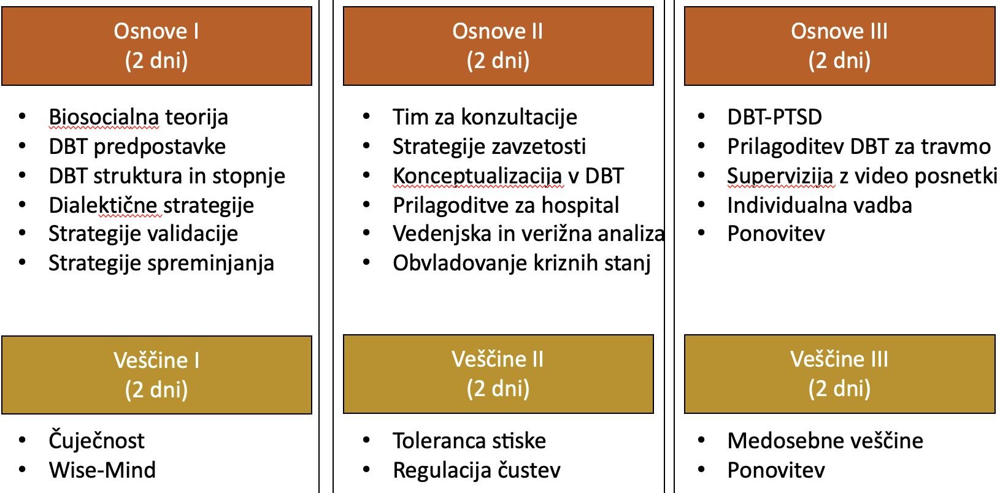 Osnove I
(2 dni)
• Biosocialna teorija
• DBT predpostavke
• DBT struktura in stopnje
• Dialektične strategije
• Strategije validacije
• Strategije spreminjanja
Veščine I
(2 dni)
• Čuječnost
• Wise-Mind
Osnove II
(2 dni)
• Tim za konzultacije
• Strategije zavzetosti
• Konceptualizacija v DBT
• Prilagoditve za hospital
• Vedenjska in verižna analiza
• Obvladovanje kriznih stanj
Veščine II
(2 dni)
• Toleranca stiske
• Regulacija čustev
Osnove III
(2 dni)
• DBT-PTSD
• Prilagoditev DBT za travmo
• Supervizija z video posnetki
• Individualna vadba
• Ponovitev
Veščine III
(2 dni)
• Medosebne veščine
• Ponovitev